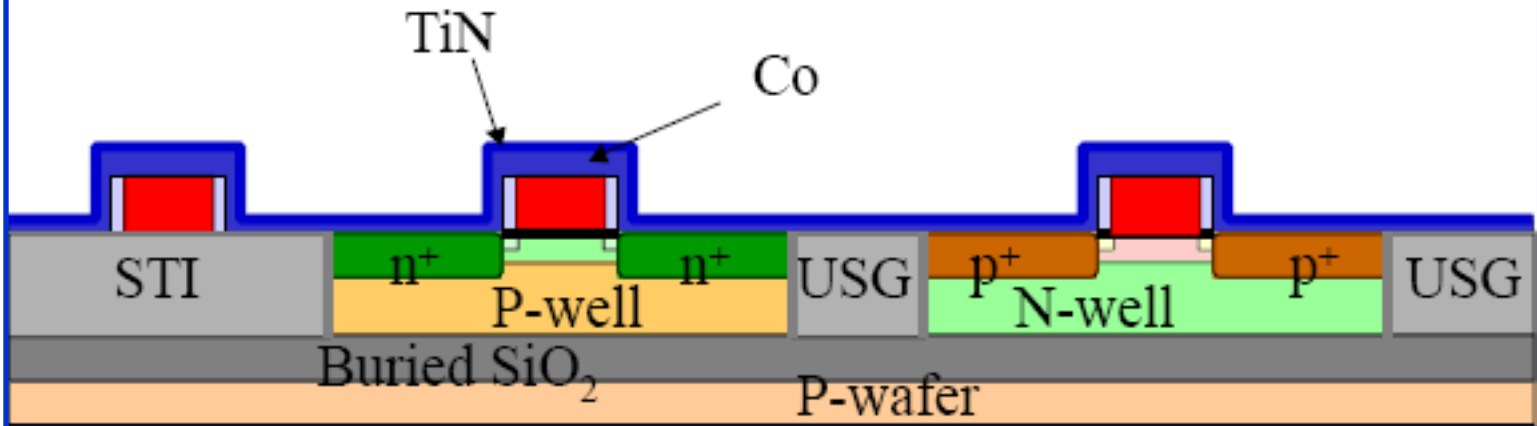 TiN
Co
STI
n⁺
n⁺
USG
p⁺
p⁺
USG
P-well
N-well
Buried SiO₂
P-wafer